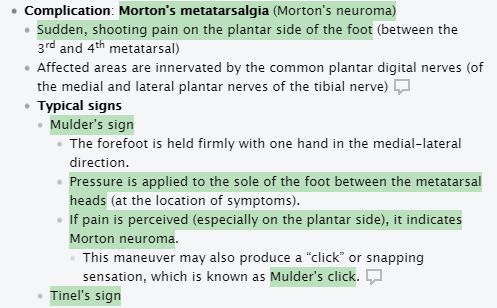 Complication: Morton's metatarsalgia (Morton's neuroma)
Sudden, shooting pain on the plantar side of the foot (between the
3rd and 4th metatarsal)
Affected areas are innervated by the common plantar digital nerves (of
the medial and lateral plantar nerves of the tibial nerve)
Typical signs
Mulder's sign
The forefoot is held firmly with one hand in the medial-lateral
direction.
Pressure is applied to the sole of the foot between the metatarsal
heads (at the location of symptoms).
If pain is perceived (especially on the plantar side), it indicates
Morton neuroma.
This maneuver may also produce a “click” or snapping
sensation, which is known as Mulder's click.
Tinel's sign